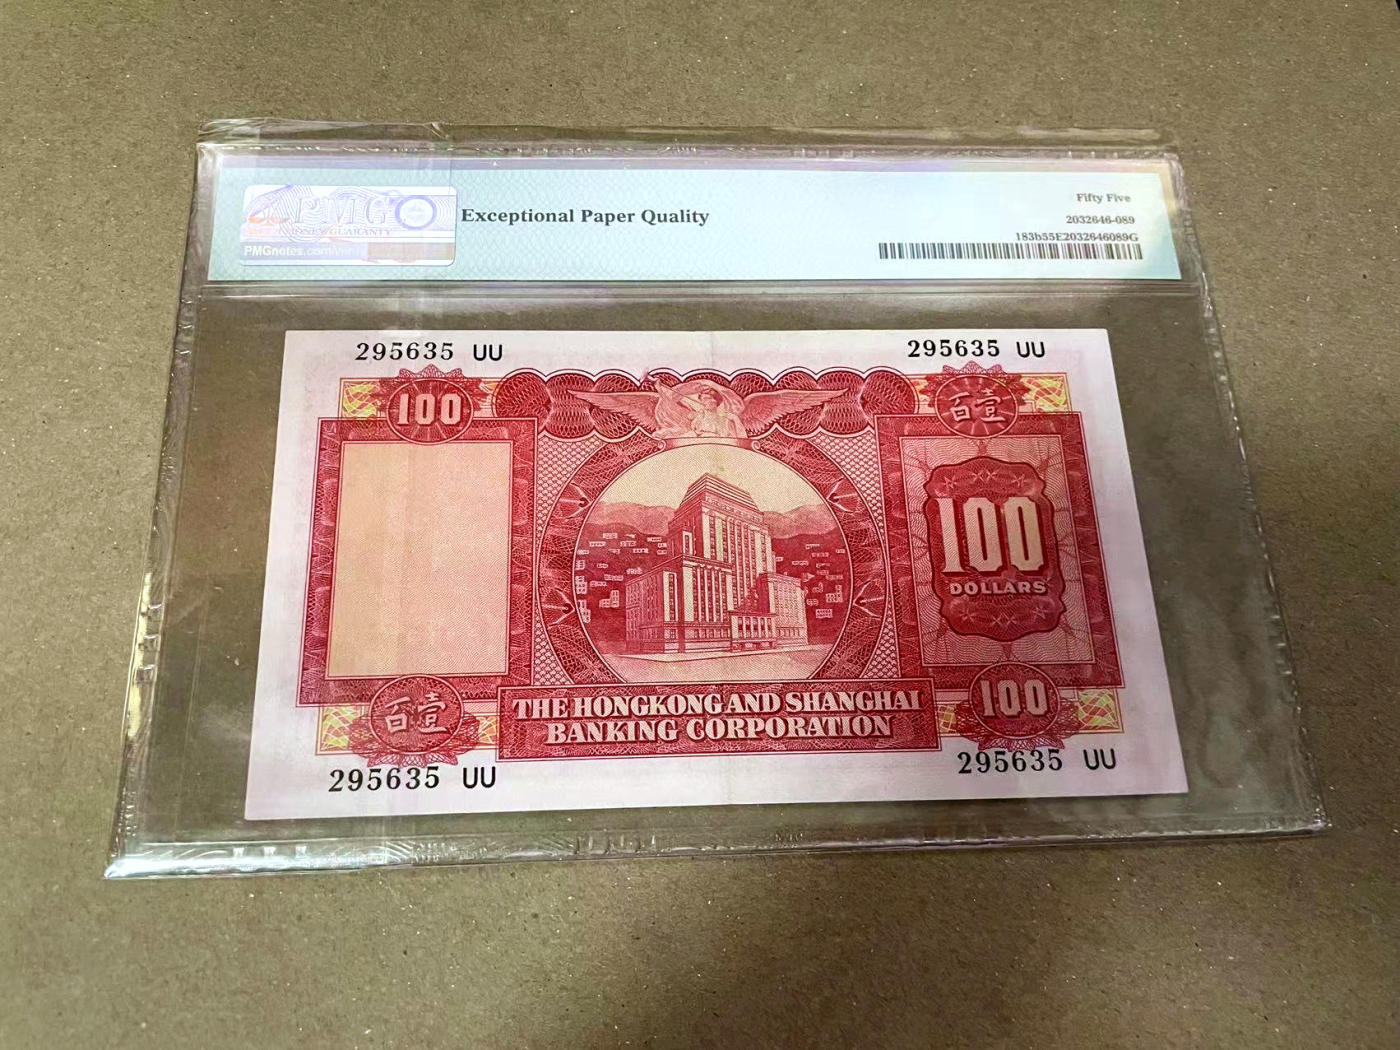 PMG
PMGnotes.com
Exceptional Paper Quality
Fifty Five
2032646-089
183b55E2032646089G
295635 UU
295635 UU
100
百壹
100
DOLLARS
百壹
THE HONGKONG AND SHANGHAI
BANKING CORPORATION
100
295635 UU
295635 UU